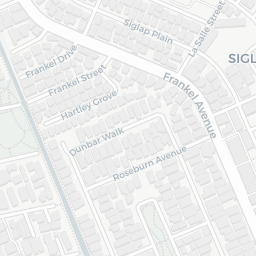 Siglap Plain
La Salle Street
Frankel Drive
SIGL
Frankel Street
Frankel Avenue
Hartley Grove
Dunbar Walk
Roseburn Avenue